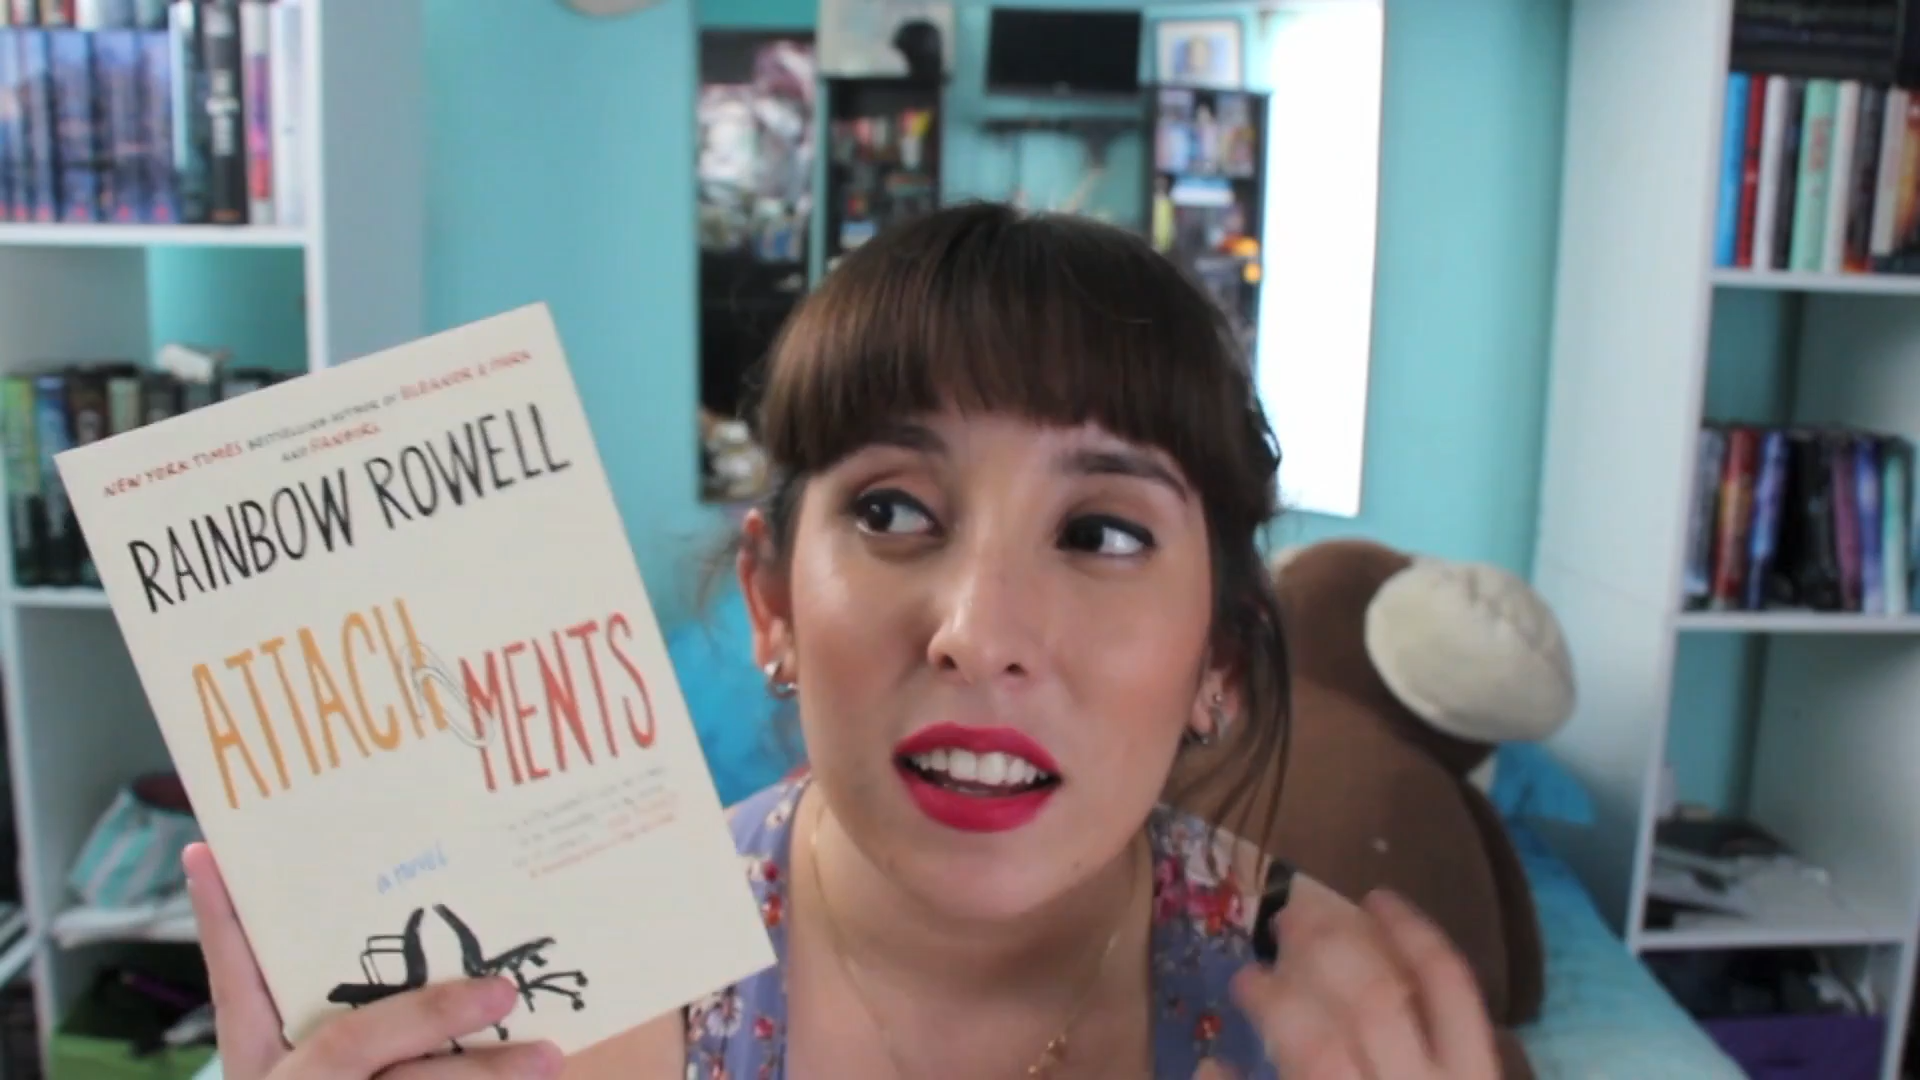 NEW YORK TIMES BESTSELLING AUTHOR OF ELEANOR & PARK
AND FANGIRL
RAINBOW ROWELL
ATTACHMENTS
a novel